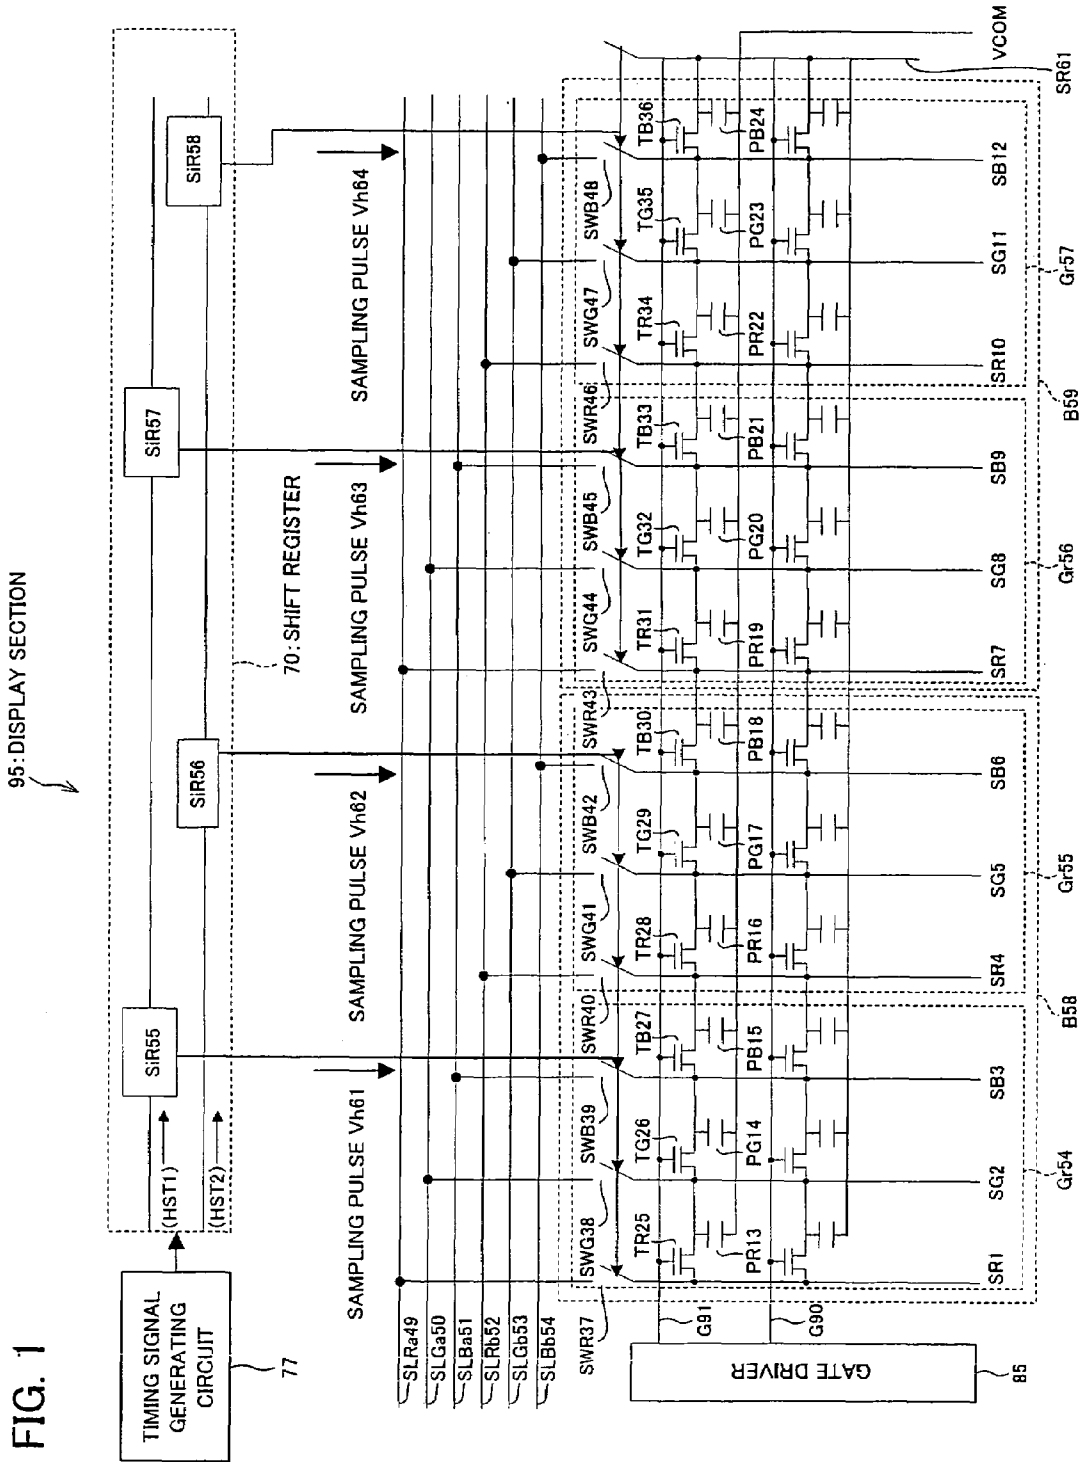 FIG. 1
95:DISPLAY SECTION
TIMING SIGNAL
GENERATING
CIRCUIT
77
(HST1)
(HST2)
SiR55
SiR56
SiR57
SiR58
70:SHIFT REGISTER
SAMPLING PULSE Vh61
SAMPLING PULSE Vh62
SAMPLING PULSE Vh63
SAMPLING PULSE Vh64
SLRa49
SLGa50
SLBa51
SLRb52
SLGb53
SLBb54
SWR37
SWG38
SWB39
SWR40
SWG41
SWB42
SWR43
SWG44
SWB45
SWR46
SWG47
SWB48
TR25
TG26
TB27
TR28
TG29
TB30
TR31
TG32
TB33
TR34
TG35
TB36
G91
PR13
PG14
PB15
PR16
PG17
PB18
PR19
PG20
PB21
PR22
PG23
PB24
G90
GATE DRIVER
85
SR1
SG2
SB3
SR4
SG5
SB6
SR7
SG8
SB9
SR10
SG11
SB12
VCOM
SR61
Gr54
Gr55
Gr56
Gr57
B58
B59